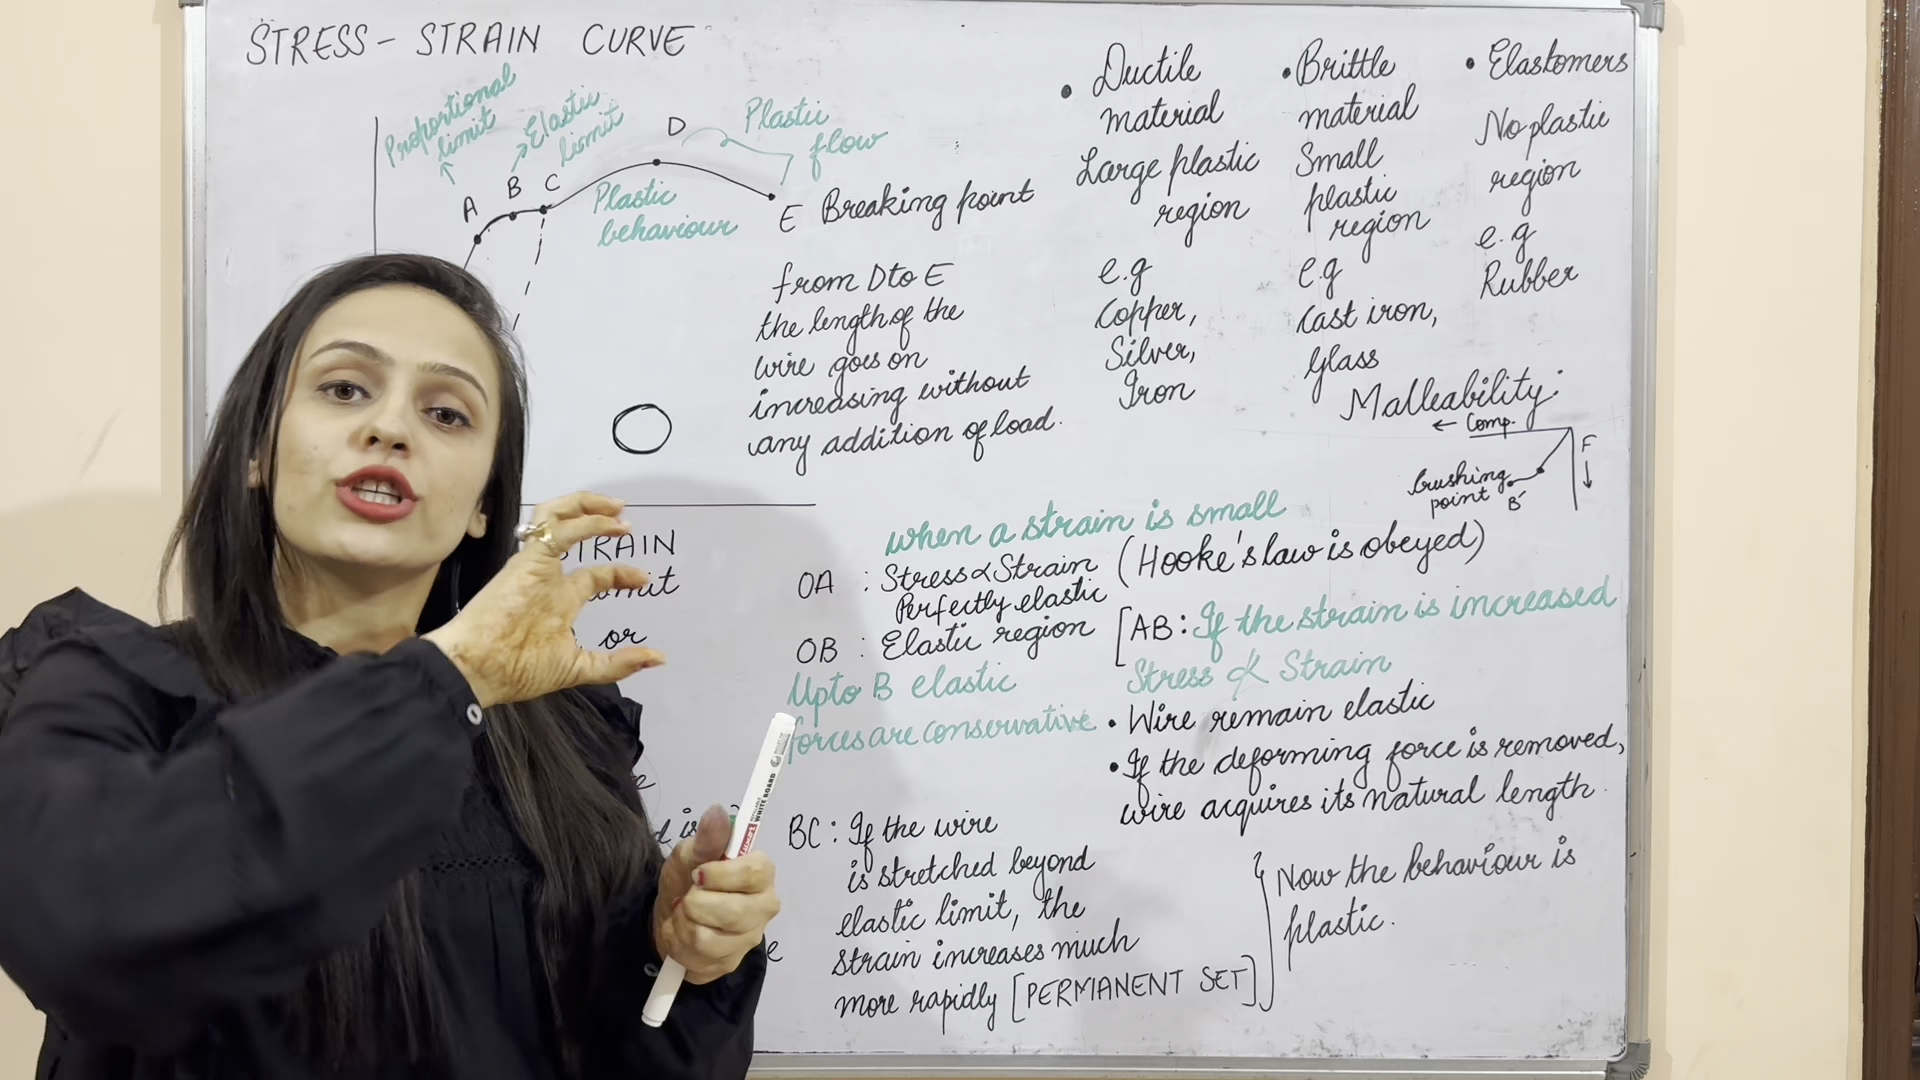 STRESS - STRAIN CURVE
Proportional
limit
Elastic
limit
A
B
C
D
Plastic
flow
Plastic
behaviour
E Breaking point
from D to E
the length of the
wire goes on
increasing without
any addition of load.
• Ductile
material
Large plastic
region
e.g
Copper,
Silver,
Iron
• Brittle
material
Small
plastic
region
e.g
Cast iron,
Glass
• Elastomers
No plastic
region
e.g
Rubber
Malleability:
← Comp.
F
Crushing
point B'
STRAIN
limit
or
when a strain is small
OA : Stress ∝ Strain (Hooke's law is obeyed)
Perfectly elastic
OB : Elastic region
Upto B elastic
forces are conservative
[AB: If the strain is increased
Stress ∝̸ Strain
• Wire remain elastic
• If the deforming force is removed,
wire acquires its natural length.
BC : If the wire
is stretched beyond
elastic limit, the
strain increases much
more rapidly [PERMANENT SET]
Now the behaviour is
plastic.
WHITE BOARD